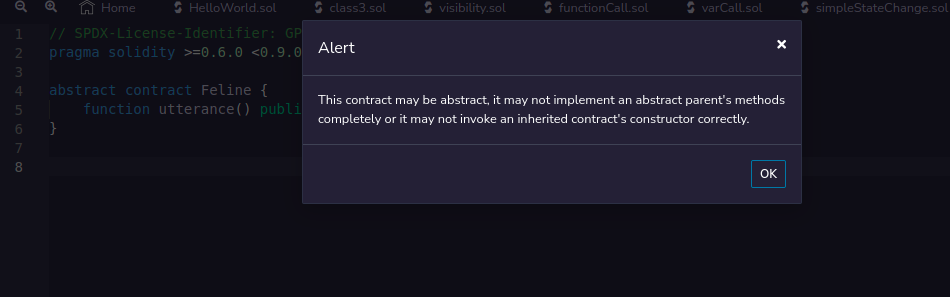 Home HelloWorld.sol class3.sol visibility.sol functionCall.sol varCall.sol simpleStateChange.sol
1 // SPDX-License-Identifier: GP
2 pragma solidity >=0.6.0 <0.9.0
3
4 abstract contract Feline {
5 function utterance() publi
6 }
7
8
Alert
This contract may be abstract, it may not implement an abstract parent's methods
completely or it may not invoke an inherited contract's constructor correctly.
OK